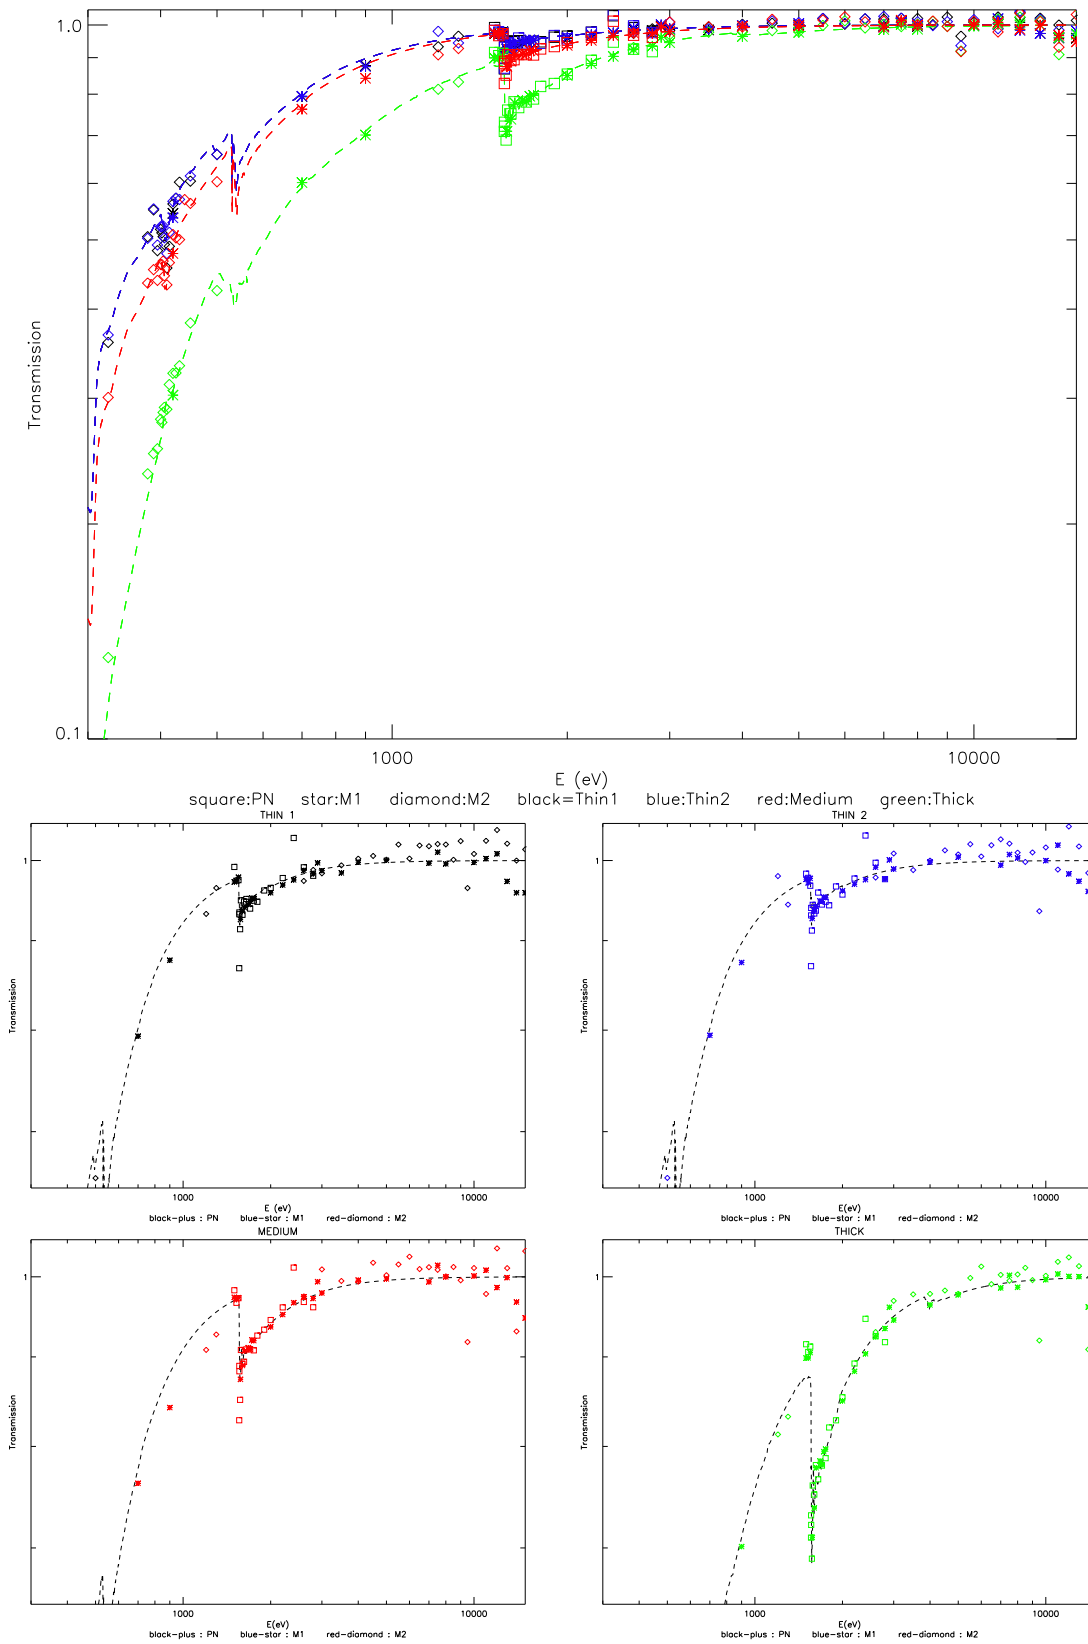 1.0
Transmission
0.1
1000 10000
E (eV)
square:PN star:M1 diamond:M2 black=Thin1 blue:Thin2 red:Medium green:Thick
THIN 1
1
Transmission
1000 10000
E (eV)
black-plus : PN blue-star : M1 red-diamond : M2
THIN 2
1
Transmission
1000 10000
E (eV)
black-plus : PN blue-star : M1 red-diamond : M2
MEDIUM
1
Transmission
1000 10000
E(eV)
black-plus : PN blue-star : M1 red-diamond : M2
THICK
1
Transmission
1000 10000
E (eV)
black-plus : PN blue-star : M1 red-diamond : M2